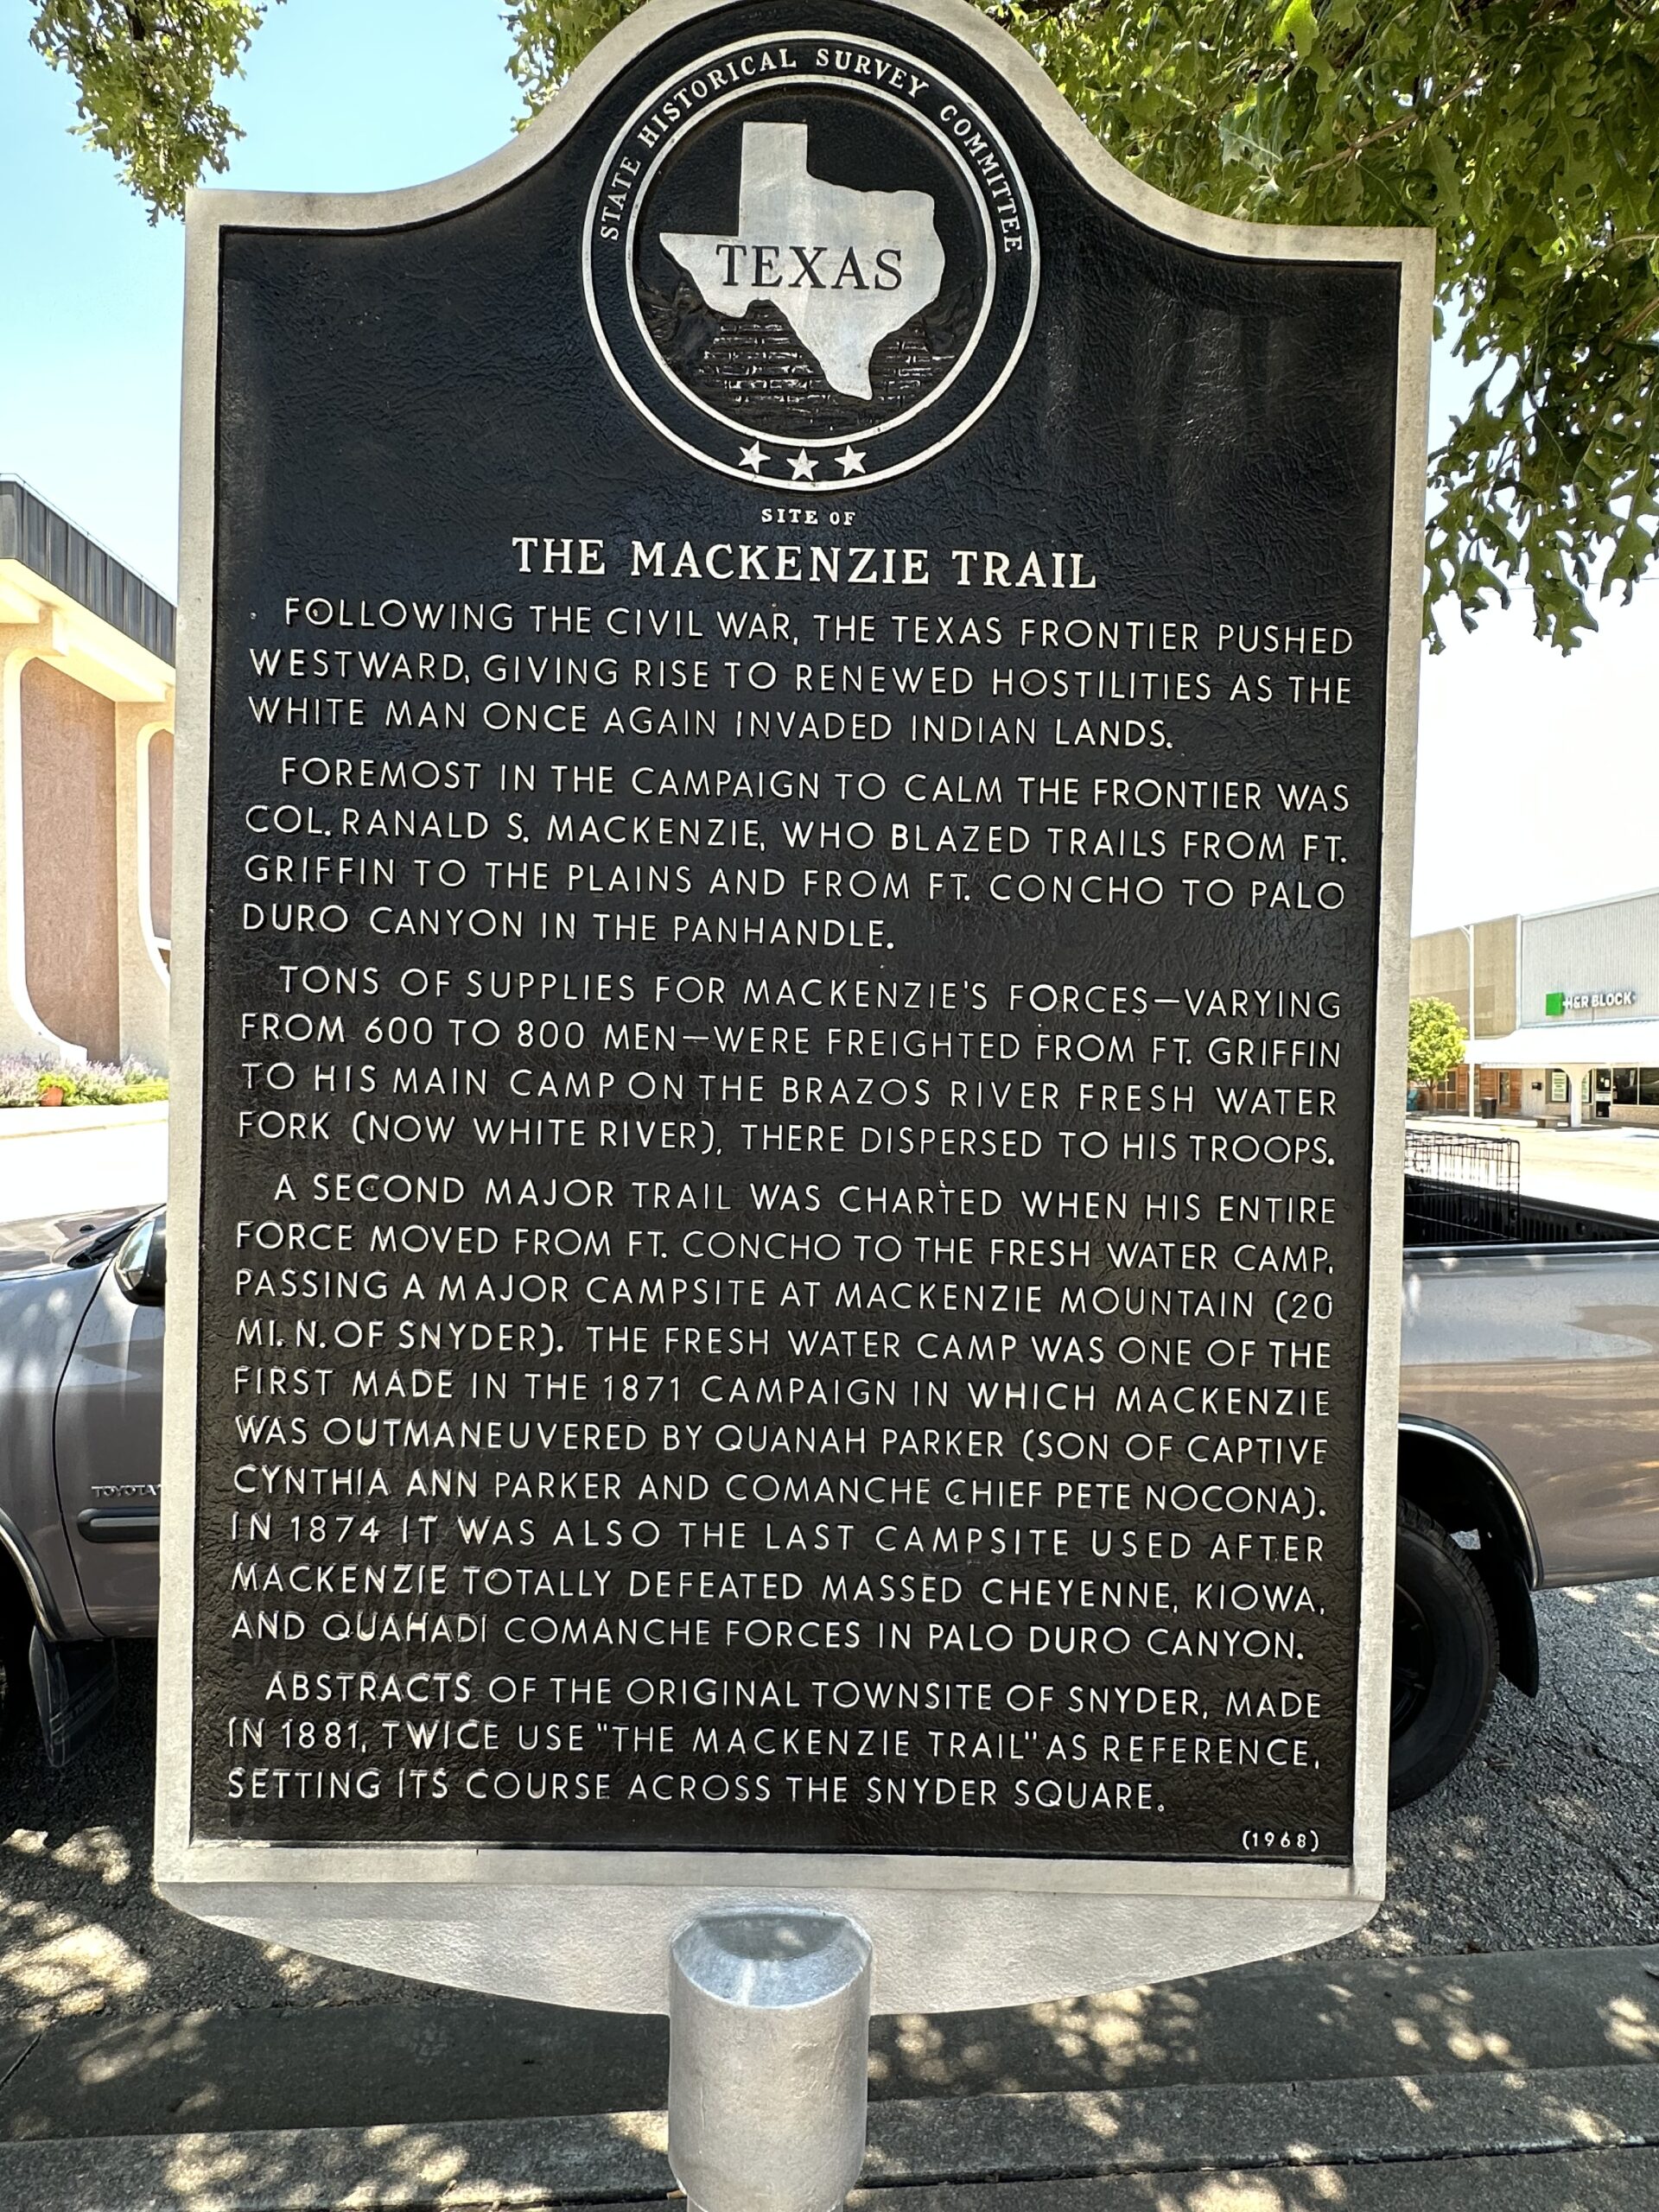 STATE HISTORICAL SURVEY COMMITTEE
TEXAS
SITE OF
THE MACKENZIE TRAIL
FOLLOWING THE CIVIL WAR, THE TEXAS FRONTIER PUSHED
WESTWARD, GIVING RISE TO RENEWED HOSTILITIES AS THE
WHITE MAN ONCE AGAIN INVADED INDIAN LANDS.
FOREMOST IN THE CAMPAIGN TO CALM THE FRONTIER WAS
COL. RANALD S. MACKENZIE, WHO BLAZED TRAILS FROM FT.
GRIFFIN TO THE PLAINS AND FROM FT. CONCHO TO PALO
DURO CANYON IN THE PANHANDLE.
TONS OF SUPPLIES FOR MACKENZIE'S FORCES—VARYING
FROM 600 TO 800 MEN—WERE FREIGHTED FROM FT. GRIFFIN
TO HIS MAIN CAMP ON THE BRAZOS RIVER FRESH WATER
FORK (NOW WHITE RIVER), THERE DISPERSED TO HIS TROOPS.
A SECOND MAJOR TRAIL WAS CHARTED WHEN HIS ENTIRE
FORCE MOVED FROM FT. CONCHO TO THE FRESH WATER CAMP,
PASSING A MAJOR CAMPSITE AT MACKENZIE MOUNTAIN (20
MI. N. OF SNYDER). THE FRESH WATER CAMP WAS ONE OF THE
FIRST MADE IN THE 1871 CAMPAIGN IN WHICH MACKENZIE
WAS OUTMANEUVERED BY QUANAH PARKER (SON OF CAPTIVE
CYNTHIA ANN PARKER AND COMANCHE CHIEF PETE NOCONA).
IN 1874 IT WAS ALSO THE LAST CAMPSITE USED AFTER
MACKENZIE TOTALLY DEFEATED MASSED CHEYENNE, KIOWA,
AND QUAHADI COMANCHE FORCES IN PALO DURO CANYON.
ABSTRACTS OF THE ORIGINAL TOWNSITE OF SNYDER, MADE
IN 1881, TWICE USE "THE MACKENZIE TRAIL" AS REFERENCE,
SETTING ITS COURSE ACROSS THE SNYDER SQUARE.
(1968)
H&R BLOCK
TOYOTA